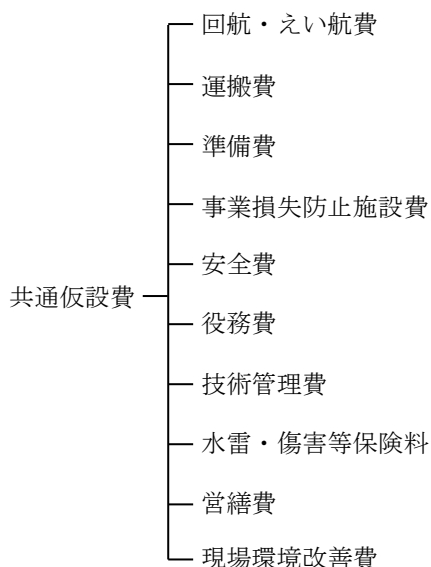 回航・えい航費
運搬費
準備費
事業損失防止施設費
安全費
共通仮設費
役務費
技術管理費
水雷・傷害等保険料
営繕費
現場環境改善費